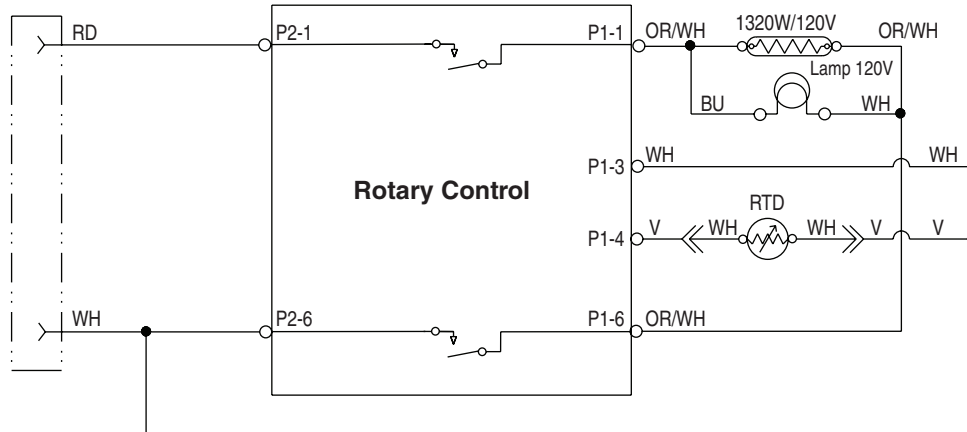 RD P2-1 P1-1 OR/WH 1320W/120V OR/WH
Lamp 120V
BU WH
P1-3 WH WH
Rotary Control
RTD
P1-4 V WH WH V V
WH P2-6 P1-6 OR/WH